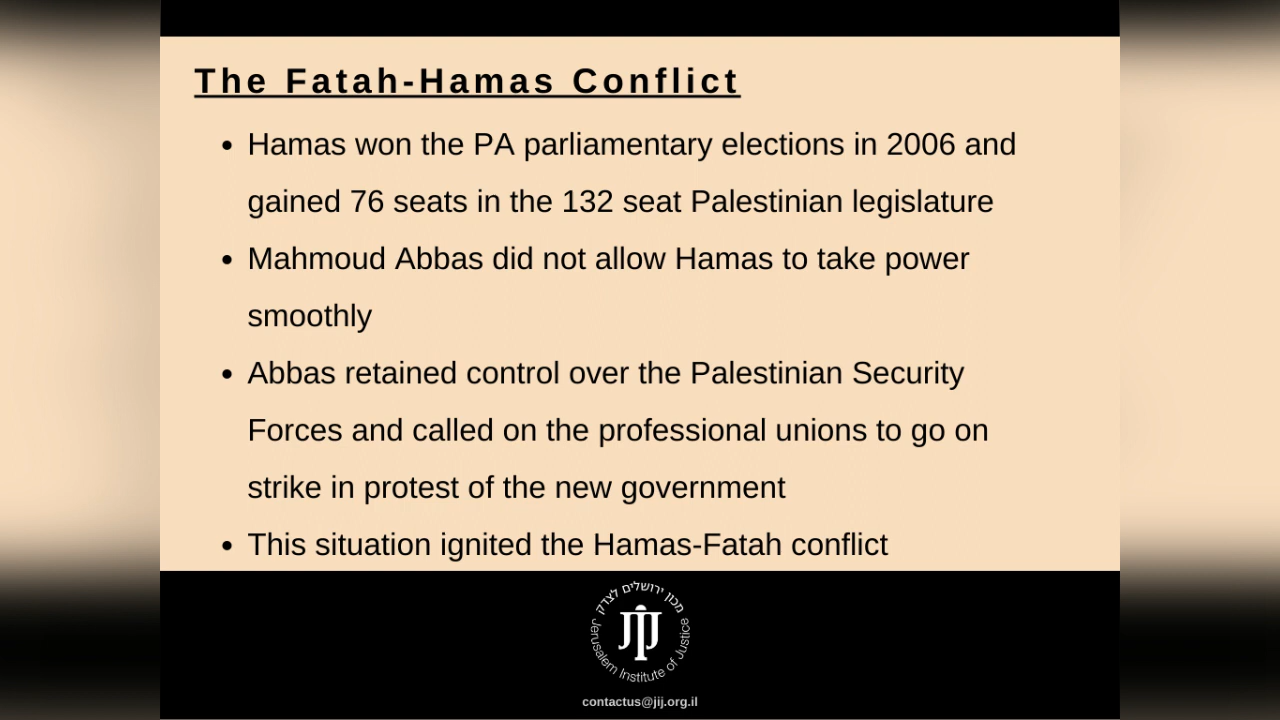 The Fatah-Hamas Conflict
• Hamas won the PA parliamentary elections in 2006 and
gained 76 seats in the 132 seat Palestinian legislature
• Mahmoud Abbas did not allow Hamas to take power
smoothly
• Abbas retained control over the Palestinian Security
Forces and called on the professional unions to go on
strike in protest of the new government
• This situation ignited the Hamas-Fatah conflict
מכון ירושלים לצדק
JIJ
Jerusalem Institute of Justice
contactus@jij.org.il